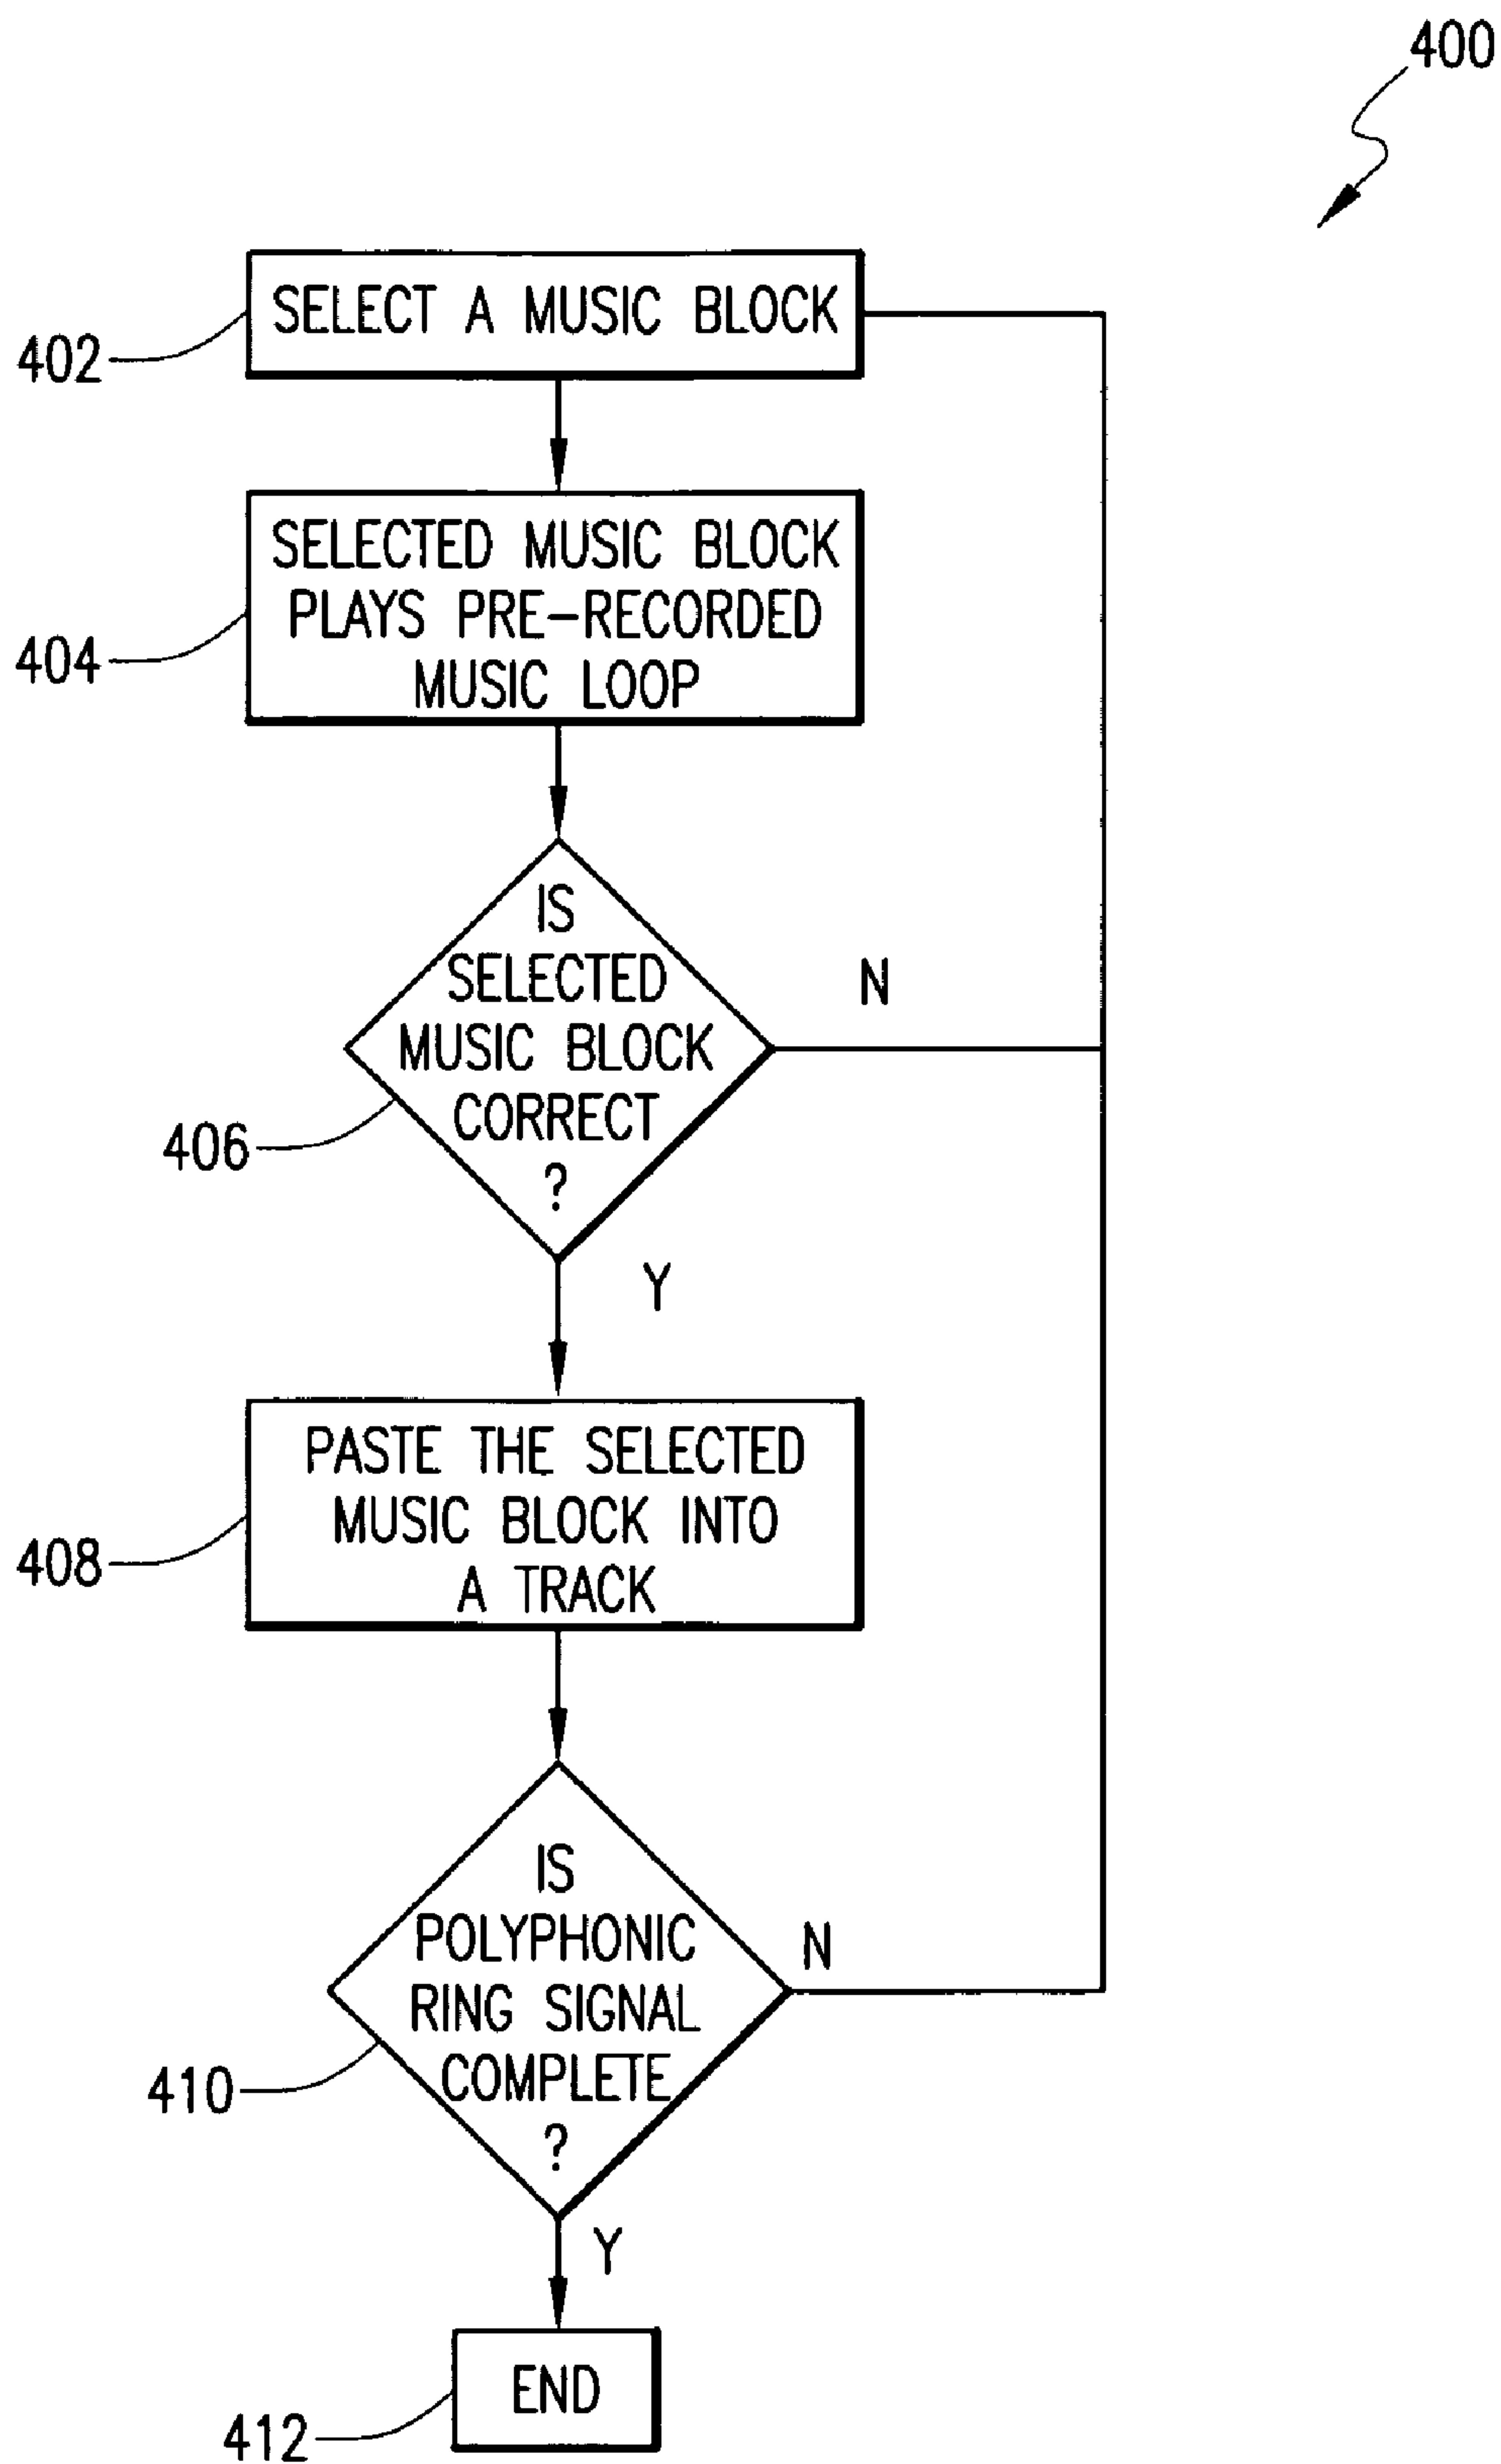 400
SELECT A MUSIC BLOCK
402
SELECTED MUSIC BLOCK
PLAYS PRE-RECORDED
MUSIC LOOP
404
IS
SELECTED
MUSIC BLOCK
CORRECT
?
N
406
Y
PASTE THE SELECTED
MUSIC BLOCK INTO
A TRACK
408
IS
POLYPHONIC
RING SIGNAL
COMPLETE
?
N
410
Y
END
412